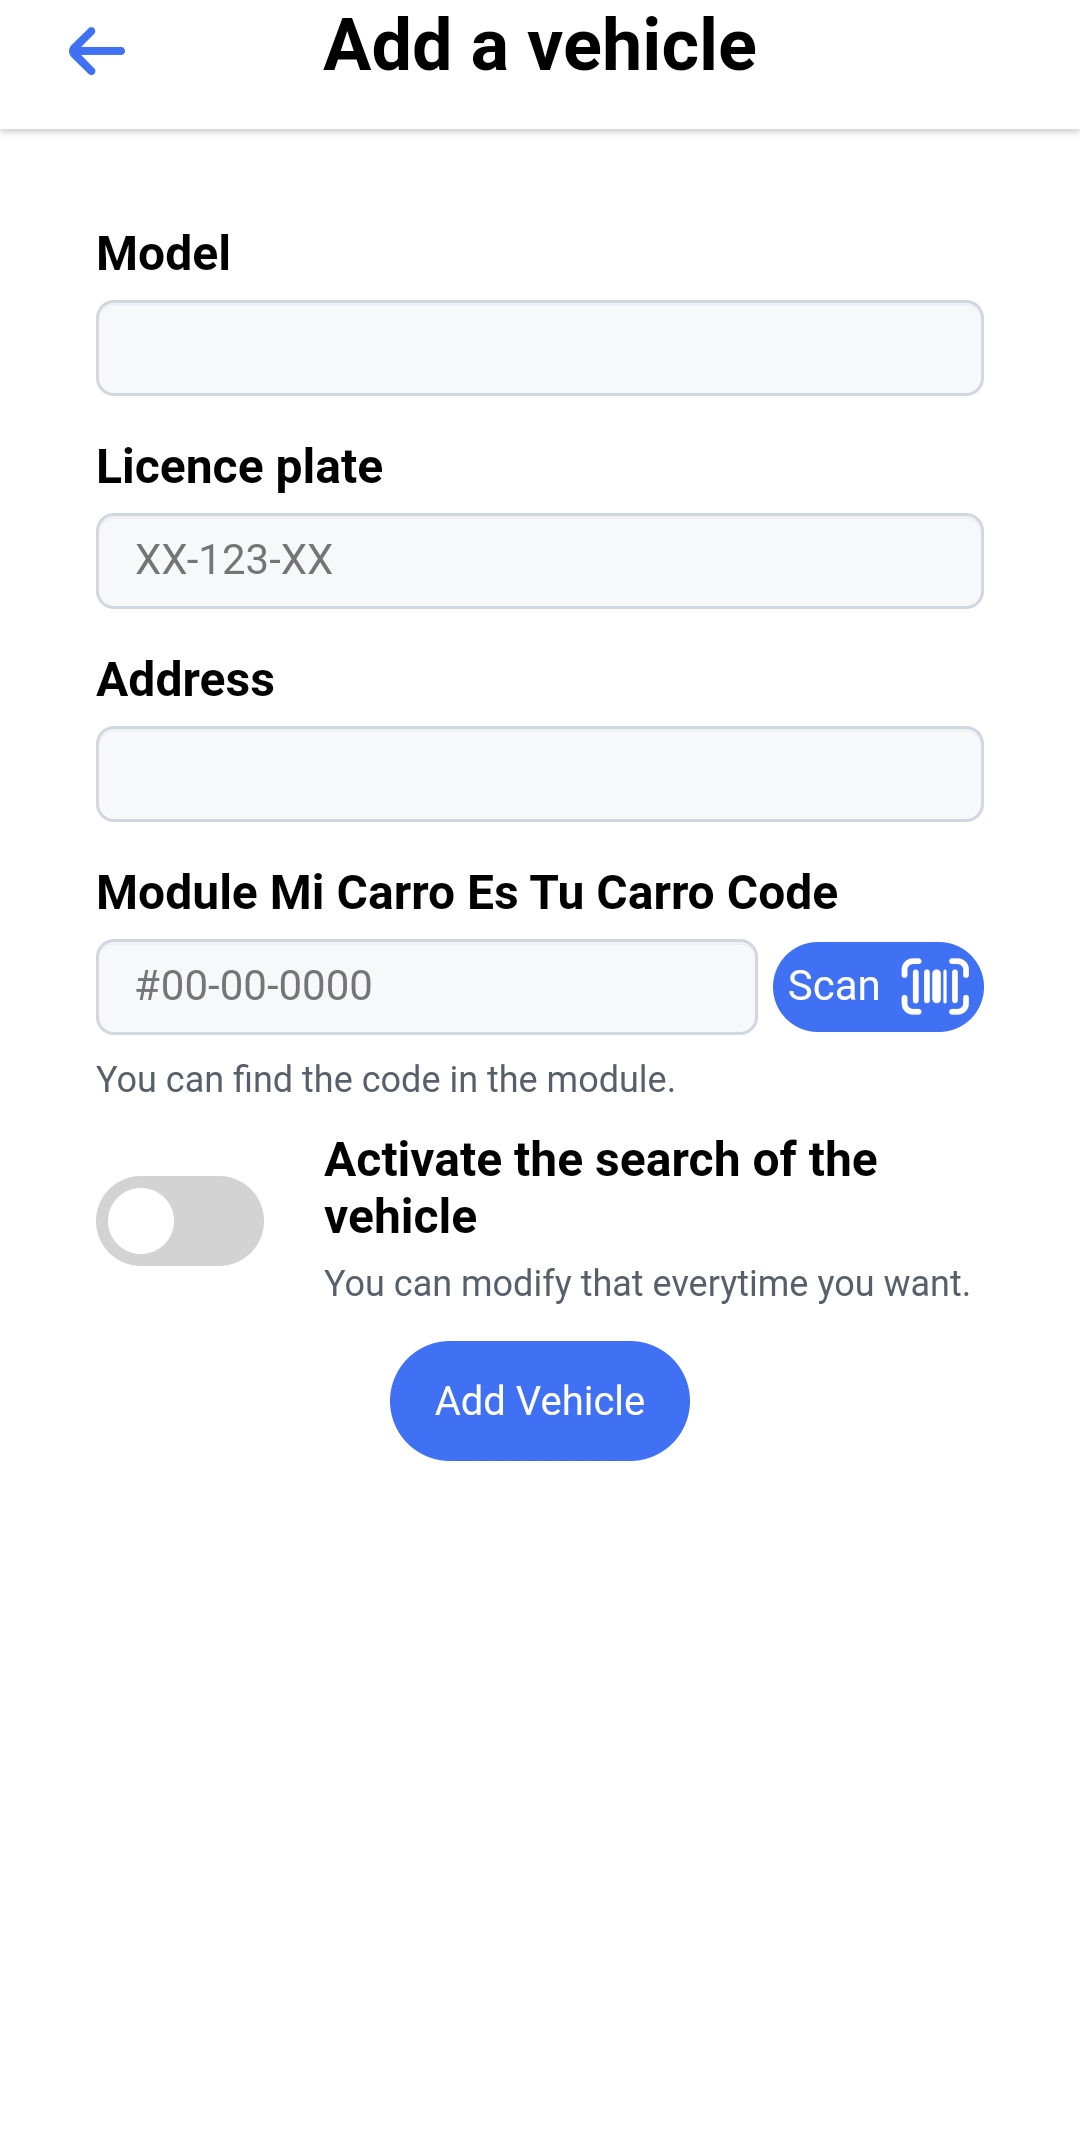 Add a vehicle
Model
Licence plate
XX-123-XX
Address
Module Mi Carro Es Tu Carro Code
#00-00-0000
Scan
You can find the code in the module.
Activate the search of the
vehicle
You can modify that everytime you want.
Add Vehicle